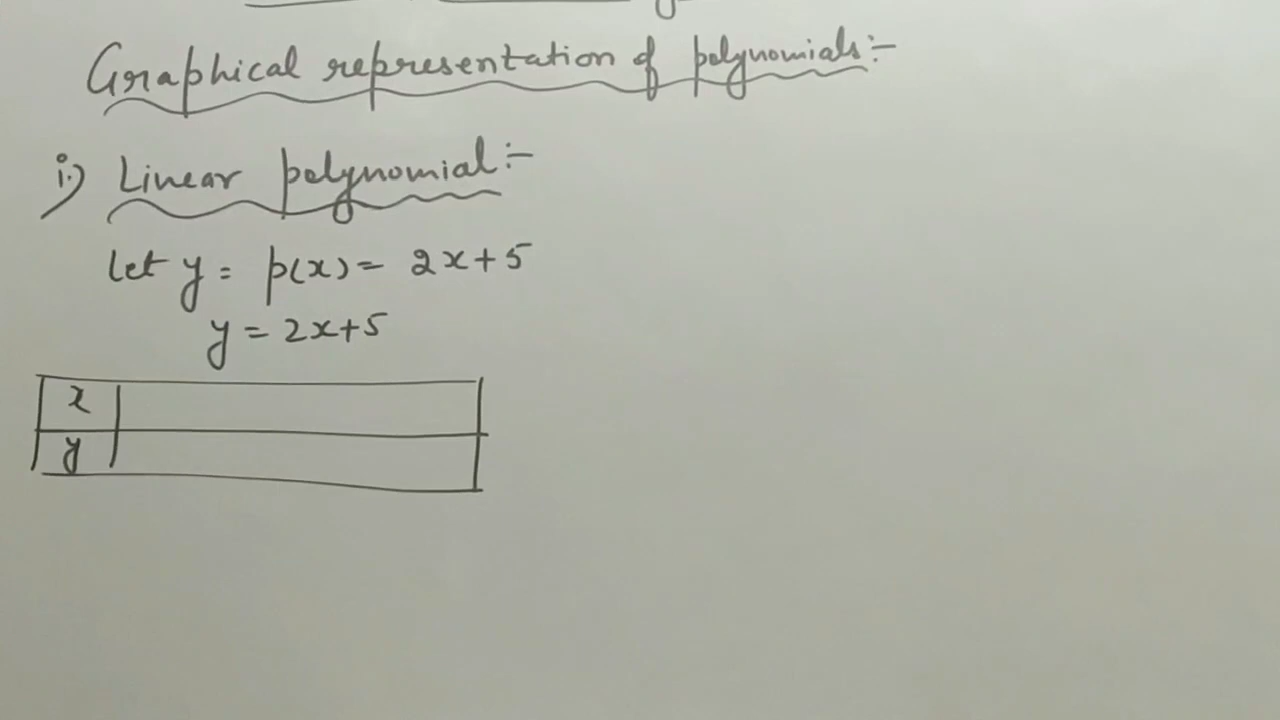 Graphical representation of polynomials:-
i.) Linear polynomial:-
let y = p(x) = 2x+5
y = 2x+5
x
y